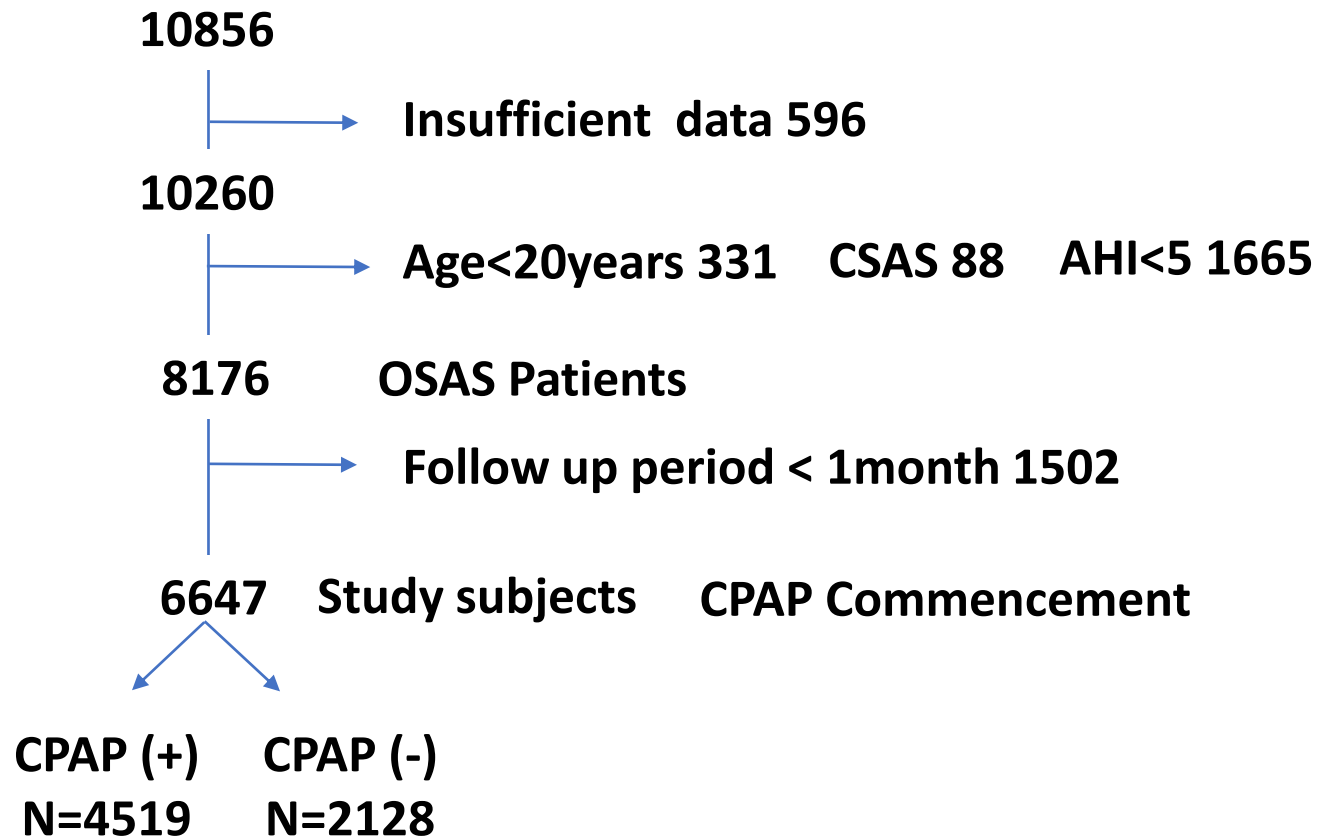 10856
Insufficient  data 596
10260
Age<20years 331 CSAS 88 AHI<5 1665
8176 OSAS Patients
Follow up period < 1month 1502
6647 Study subjects CPAP Commencement
CPAP (+) CPAP (-)
N=4519 N=2128